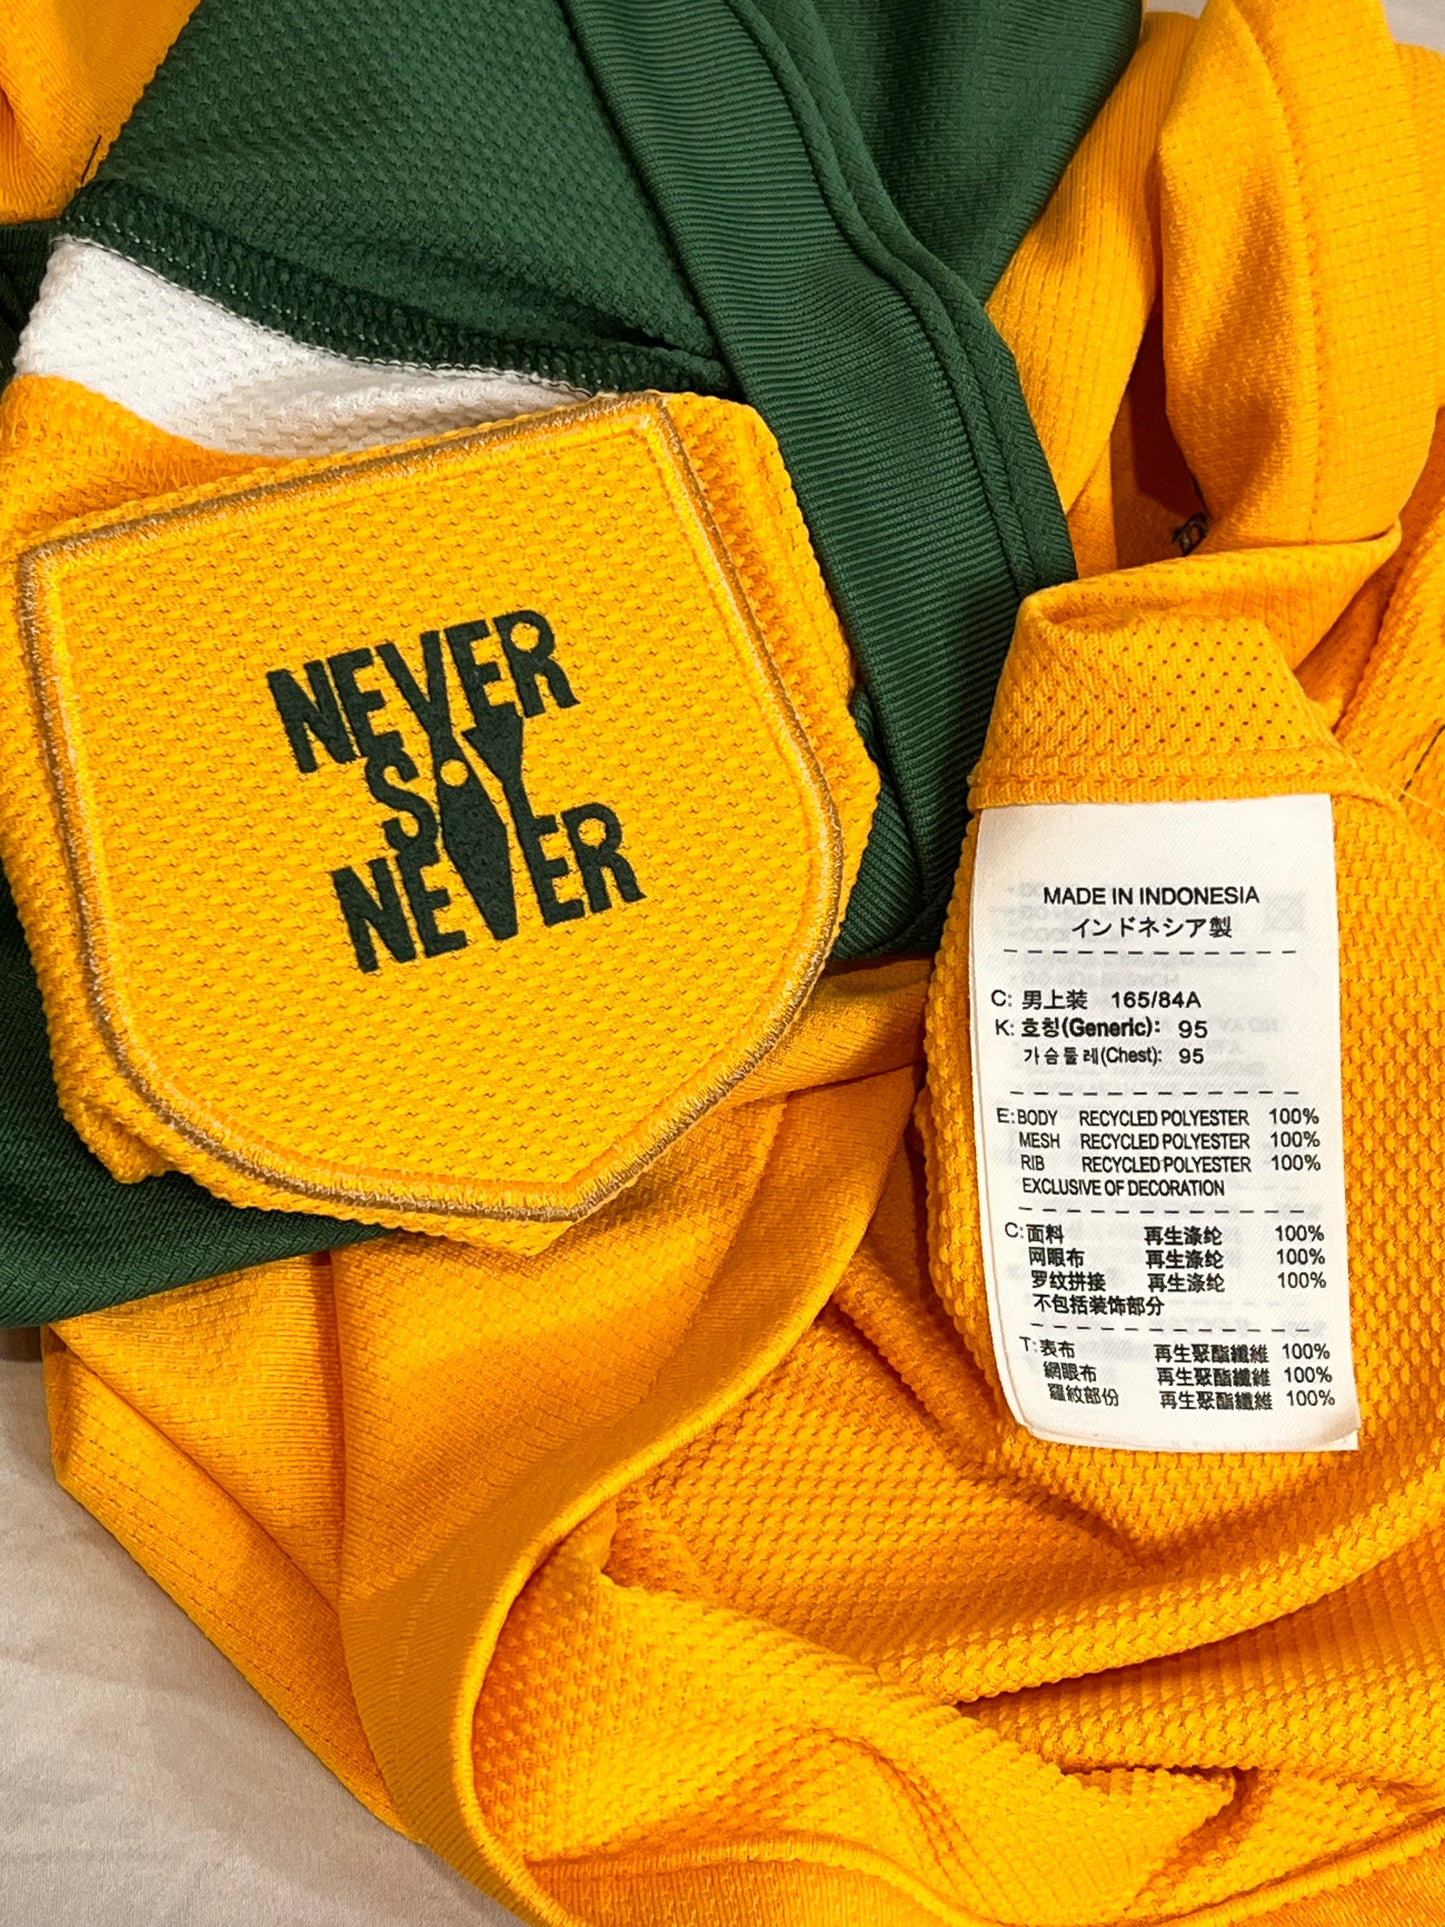 NEVER
SAY
NEVER
MADE IN INDONESIA
インドネシア製
C: 男上装 165/84A
K: 호칭(Generic): 95
가슴둘레(Chest): 95
E: BODY RECYCLED POLYESTER 100%
MESH RECYCLED POLYESTER 100%
RIB RECYCLED POLYESTER 100%
EXCLUSIVE OF DECORATION
C: 面料 再生涤纶 100%
网眼布 再生涤纶 100%
罗纹拼接 再生涤纶 100%
不包括装饰部分
T: 表布 再生聚酯纖維 100%
網眼布 再生聚酯纖維 100%
羅紋部份 再生聚酯纖維 100%